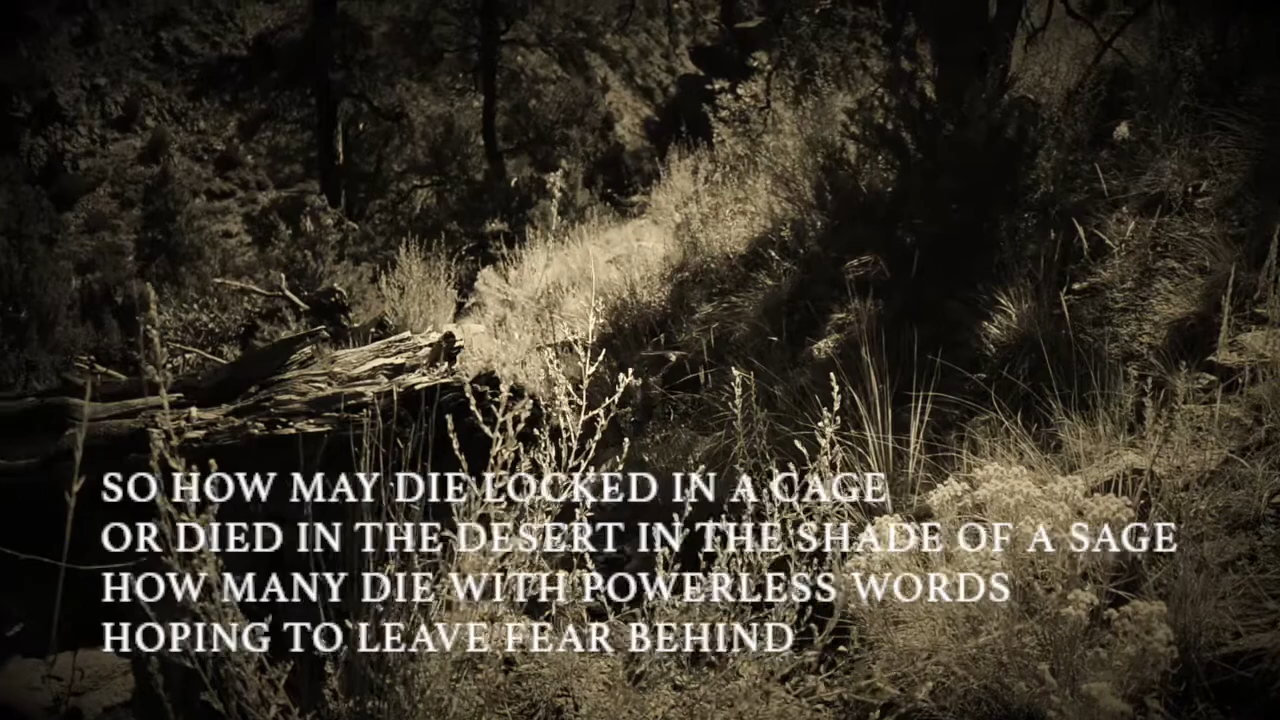 SO HOW MAY DIE LOCKED IN A CAGE
OR DIED IN THE DESERT IN THE SHADE OF A SAGE
HOW MANY DIE WITH POWERLESS WORDS
HOPING TO LEAVE FEAR BEHIND